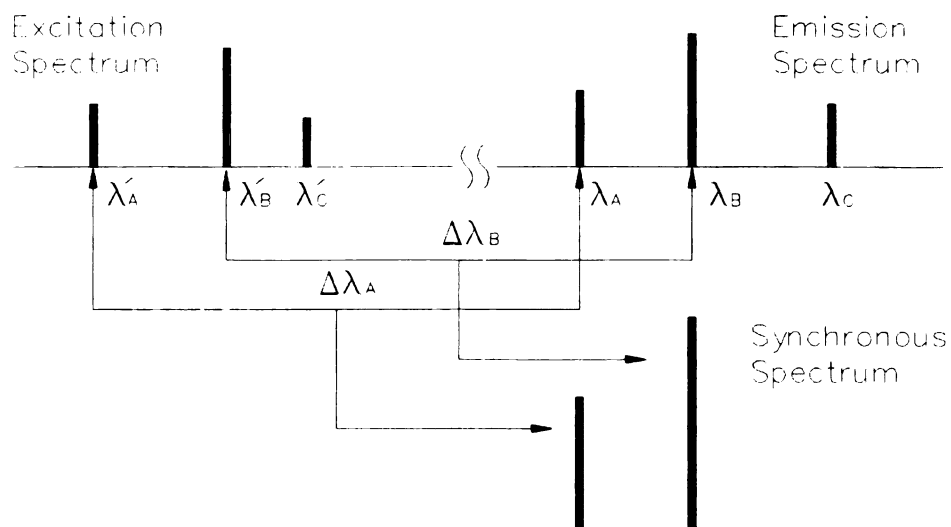 Excitation
Spectrum
Emission
Spectrum
λ′A
λ′B
λ′C
λA
λB
λC
ΔλB
ΔλA
Synchronous
Spectrum